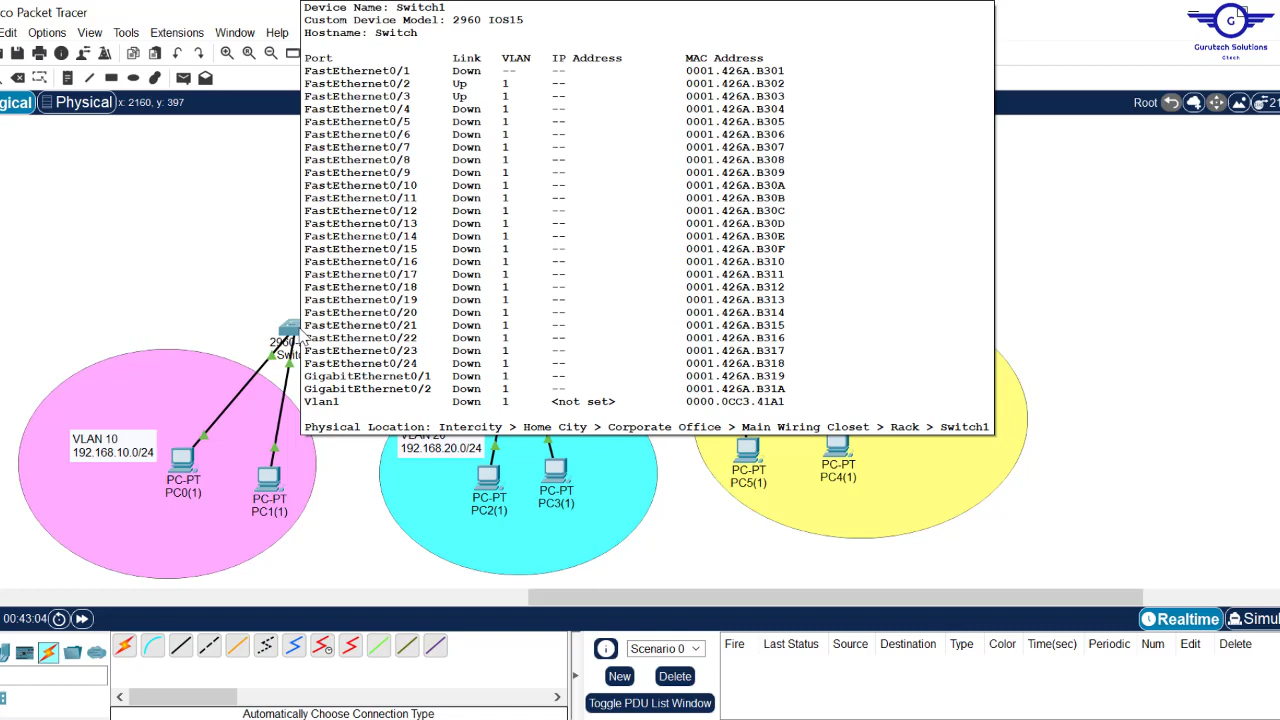 co Packet Tracer
Edit Options View Tools Extensions Window Help
gical Physical x: 2160, y: 397
Root
21
Gurutech Solutions
Gtech
Device Name: Switch1
Custom Device Model: 2960 IOS15
Hostname: Switch
Port Link VLAN IP Address MAC Address
FastEthernet0/1 Down -- -- 0001.426A.B301
FastEthernet0/2 Up 1 -- 0001.426A.B302
FastEthernet0/3 Up 1 -- 0001.426A.B303
FastEthernet0/4 Down 1 -- 0001.426A.B304
FastEthernet0/5 Down 1 -- 0001.426A.B305
FastEthernet0/6 Down 1 -- 0001.426A.B306
FastEthernet0/7 Down 1 -- 0001.426A.B307
FastEthernet0/8 Down 1 -- 0001.426A.B308
FastEthernet0/9 Down 1 -- 0001.426A.B309
FastEthernet0/10 Down 1 -- 0001.426A.B30A
FastEthernet0/11 Down 1 -- 0001.426A.B30B
FastEthernet0/12 Down 1 -- 0001.426A.B30C
FastEthernet0/13 Down 1 -- 0001.426A.B30D
FastEthernet0/14 Down 1 -- 0001.426A.B30E
FastEthernet0/15 Down 1 -- 0001.426A.B30F
FastEthernet0/16 Down 1 -- 0001.426A.B310
FastEthernet0/17 Down 1 -- 0001.426A.B311
FastEthernet0/18 Down 1 -- 0001.426A.B312
FastEthernet0/19 Down 1 -- 0001.426A.B313
FastEthernet0/20 Down 1 -- 0001.426A.B314
FastEthernet0/21 Down 1 -- 0001.426A.B315
FastEthernet0/22 Down 1 -- 0001.426A.B316
FastEthernet0/23 Down 1 -- 0001.426A.B317
FastEthernet0/24 Down 1 -- 0001.426A.B318
GigabitEthernet0/1 Down 1 -- 0001.426A.B319
GigabitEthernet0/2 Down 1 -- 0001.426A.B31A
Vlan1 Down 1 <not set> 0000.0CC3.41A1
Physical Location: Intercity > Home City > Corporate Office > Main Wiring Closet > Rack > Switch1
2960-
Switc
VLAN 10
192.168.10.0/24
PC-PT
PC0(1)
PC-PT
PC1(1)
VLAN 20
192.168.20.0/24
PC-PT
PC2(1)
PC-PT
PC3(1)
PC-PT
PC5(1)
PC-PT
PC4(1)
00:43:04
Realtime
Simul
Automatically Choose Connection Type
Scenario 0
New Delete
Toggle PDU List Window
Fire Last Status Source Destination Type Color Time(sec) Periodic Num Edit Delete